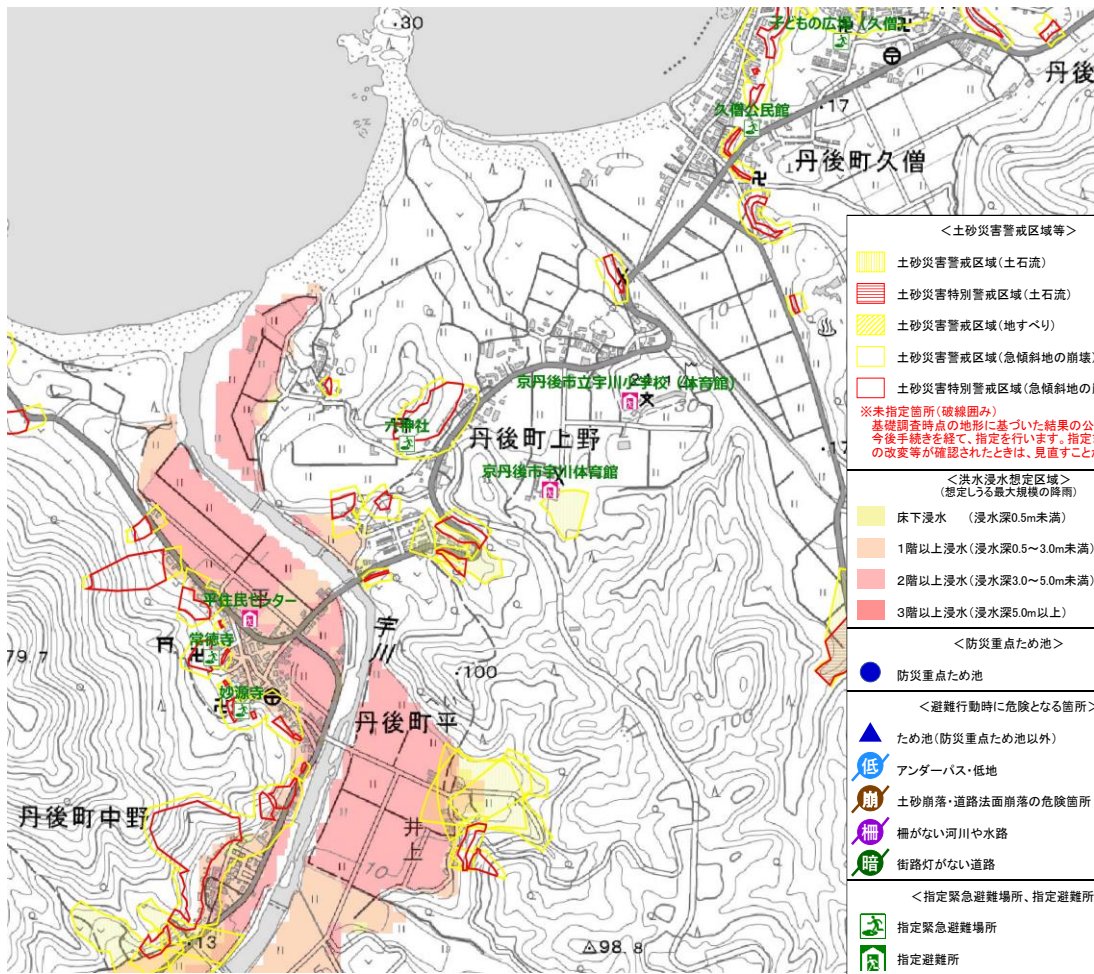 ・30
子どもの広場（久僧）
丹後
・17
久僧公民館
丹後町久僧
京丹後市立宇川小学校（体育館）
30
六神社
丹後町上野
京丹後市宇川体育館
17
平住民センター
平
宇川
常徳寺
79.7
・100
妙源寺
丹後町平
丹後町中野
井上
10
・13
△98.8
＜土砂災害警戒区域等＞
土砂災害警戒区域（土石流）
土砂災害特別警戒区域（土石流）
土砂災害警戒区域（地すべり）
土砂災害警戒区域（急傾斜地の崩壊）
土砂災害特別警戒区域（急傾斜地の
※未指定箇所（破線囲み）
基礎調査時点の地形に基づいた結果の公
今後手続きを経て、指定を行います。指定
の改変等が確認されたときは、見直すことが
＜洪水浸水想定区域＞
（想定しうる最大規模の降雨）
床下浸水　（浸水深0.5m未満）
1階以上浸水（浸水深0.5～3.0m未満）
2階以上浸水（浸水深3.0～5.0m未満）
3階以上浸水（浸水深5.0m以上）
＜防災重点ため池＞
防災重点ため池
＜避難行動時に危険となる箇所＞
ため池（防災重点ため池以外）
低 アンダーパス・低地
崩 土砂崩落・道路法面崩落の危険箇所
柵 柵がない河川や水路
暗 街路灯がない道路
＜指定緊急避難場所、指定避難所
指定緊急避難場所
指定避難所